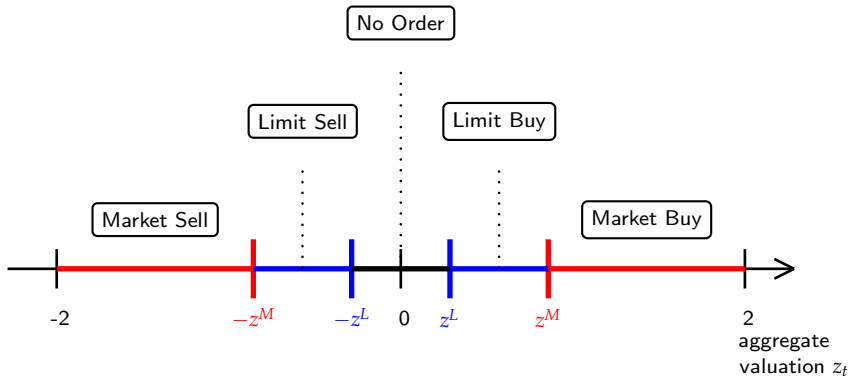 No Order
Limit Sell
Limit Buy
Market Sell
Market Buy
-2
−z^M
−z^L
0
z^L
z^M
2
aggregate
valuation z_t